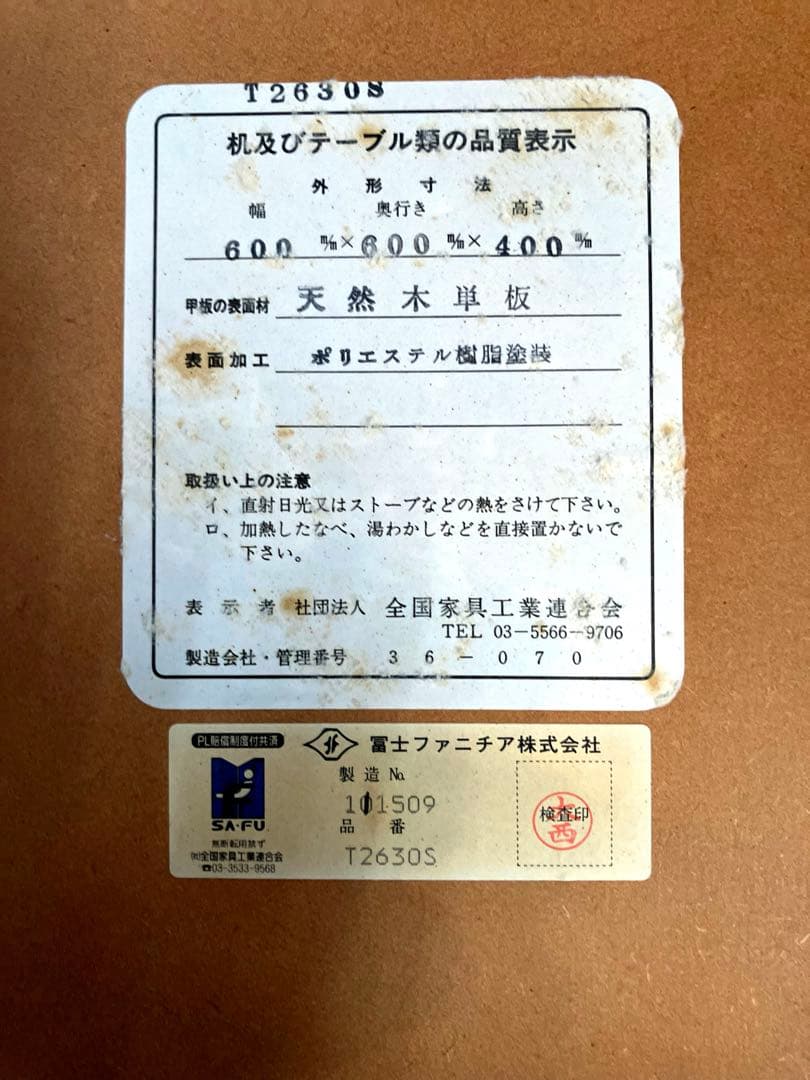 T2630S
机及びテーブル類の品質表示
外形寸法
幅 奥行き 高さ
600 m/m × 600 m/m × 400 m/m
甲板の表面材 天然木単板
表面加工 ポリエステル樹脂塗装
取扱い上の注意
イ、直射日光又はストーブなどの熱をさけて下さい。
ロ、加熱したなべ、湯わかしなどを直接置かないで
下さい。
表示者 社団法人 全国家具工業連合会
TEL 03-5566-9706
製造会社・管理番号 36-070
PL賠償制度付共済
冨士ファニチア株式会社
製造 No.
101509
品番
T2630S
検査印
大西
SA·FU
無断転用禁ず
㈳全国家具工業連合会
☎03-3533-9568